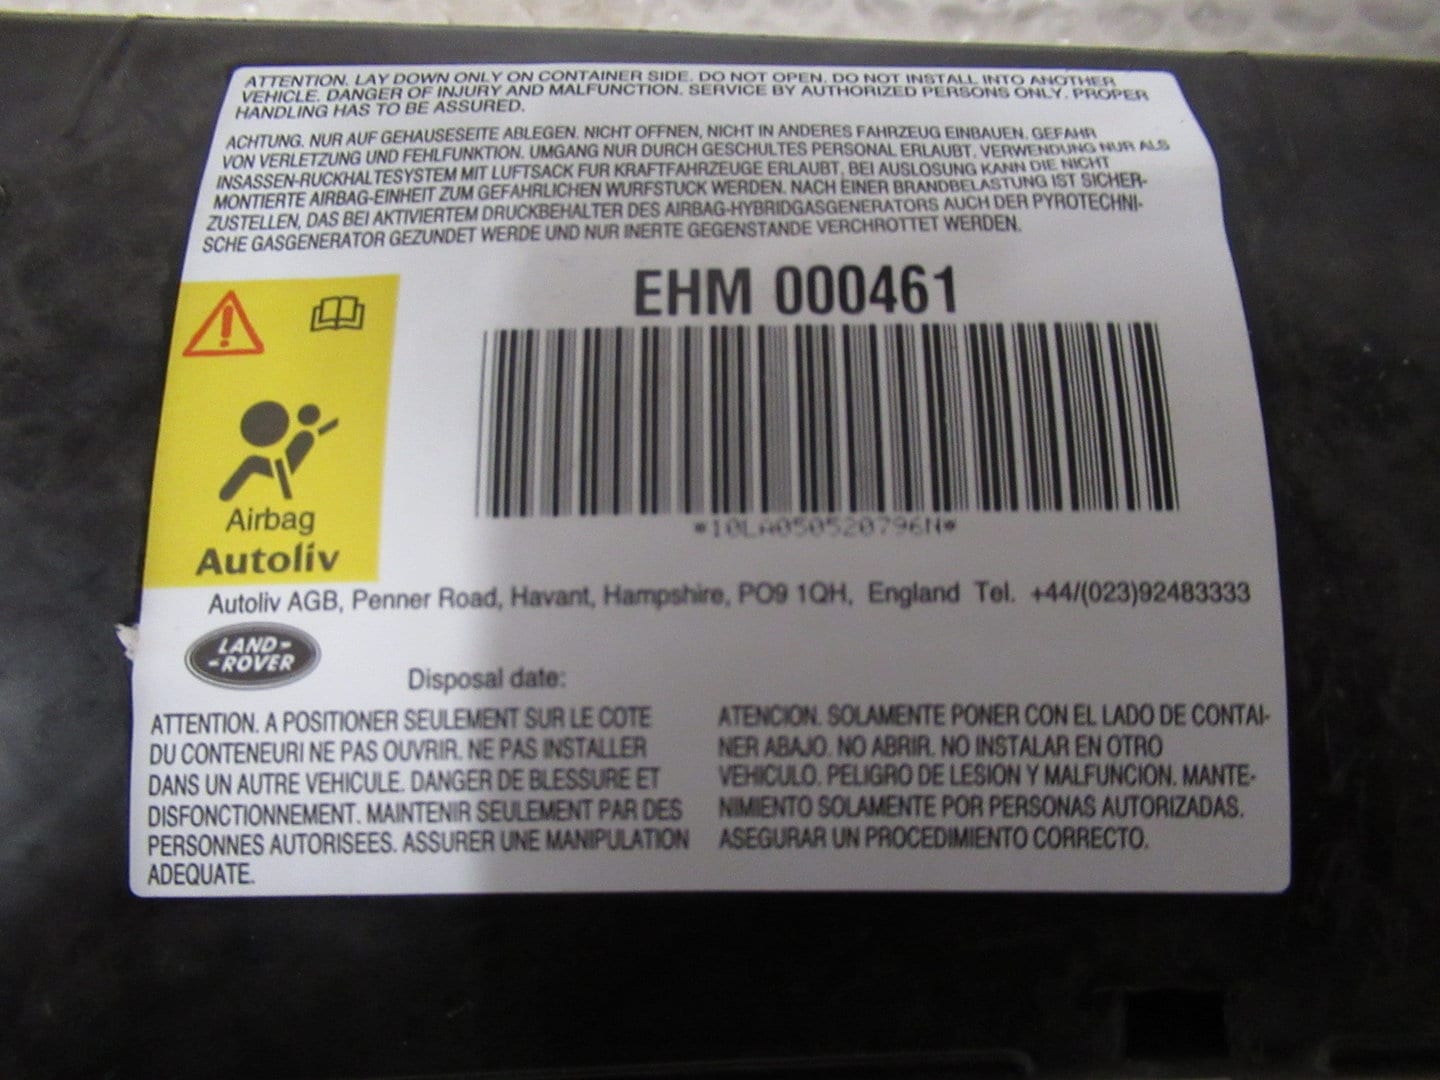 ATTENTION. LAY DOWN ONLY ON CONTAINER SIDE. DO NOT OPEN. DO NOT INSTALL INTO ANOTHER
VEHICLE. DANGER OF INJURY AND MALFUNCTION. SERVICE BY AUTHORIZED PERSONS ONLY. PROPER
HANDLING HAS TO BE ASSURED.
ACHTUNG. NUR AUF GEHAUSESEITE ABLEGEN. NICHT OFFNEN, NICHT IN ANDERES FAHRZEUG EINBAUEN. GEFAHR
VON VERLETZUNG UND FEHLFUNKTION. UMGANG NUR DURCH GESCHULTES PERSONAL ERLAUBT. VERWENDUNG NUR ALS
INSASSEN-RUCKHALTESYSTEM MIT LUFTSACK FUR KRAFTFAHRZEUGE ERLAUBT. BEI AUSLOSUNG KANN DIE NICHT
MONTIERTE AIRBAG-EINHEIT ZUM GEFAHRLICHEN WURFSTUCK WERDEN. NACH EINER BRANDBELASTUNG IST SICHER-
ZUSTELLEN, DAS BEI AKTIVIERTEM DRUCKBEHALTER DES AIRBAG-HYBRIDGASGENERATORS AUCH DER PYROTECHNI-
SCHE GASGENERATOR GEZUNDET WERDE UND NUR INERTE GEGENSTANDE VERCHROTTET WERDEN.
EHM 000461
*10LA050520796N*
Airbag
Autoliv
Autoliv AGB, Penner Road, Havant, Hampshire, PO9 1QH, England Tel. +44/(023)92483333
LAND-
-ROVER
Disposal date:
ATTENTION. A POSITIONER SEULEMENT SUR LE COTE
DU CONTENEURI NE PAS OUVRIR. NE PAS INSTALLER
DANS UN AUTRE VEHICULE. DANGER DE BLESSURE ET
DISFONCTIONNEMENT. MAINTENIR SEULEMENT PAR DES
PERSONNES AUTORISEES. ASSURER UNE MANIPULATION
ADEQUATE.
ATENCION. SOLAMENTE PONER CON EL LADO DE CONTAI-
NER ABAJO. NO ABRIR. NO INSTALAR EN OTRO
VEHICULO. PELIGRO DE LESION Y MALFUNCION. MANTE-
NIMIENTO SOLAMENTE POR PERSONAS AUTORIZADAS.
ASEGURAR UN PROCEDIMIENTO CORRECTO.